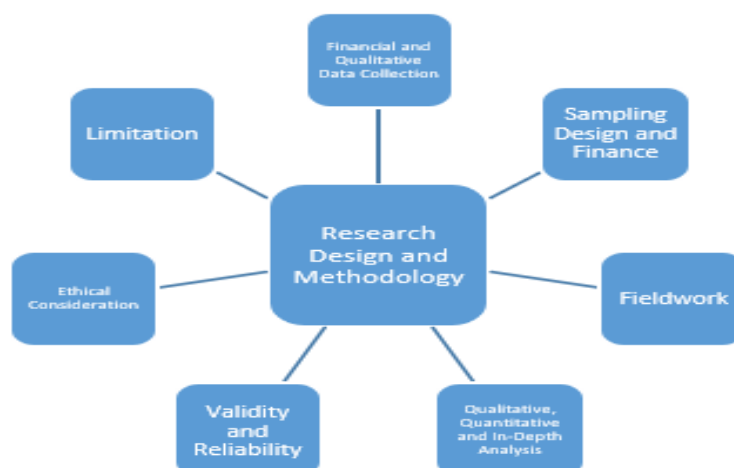 Financial and
Qualitative
Data Collection
Sampling
Design and
Finance
Limitation
Research
Design and
Methodology
Ethical
Consideration
Fieldwork
Validity
and
Reliability
Qualitative,
Quantitative
and In-Depth
Analysis